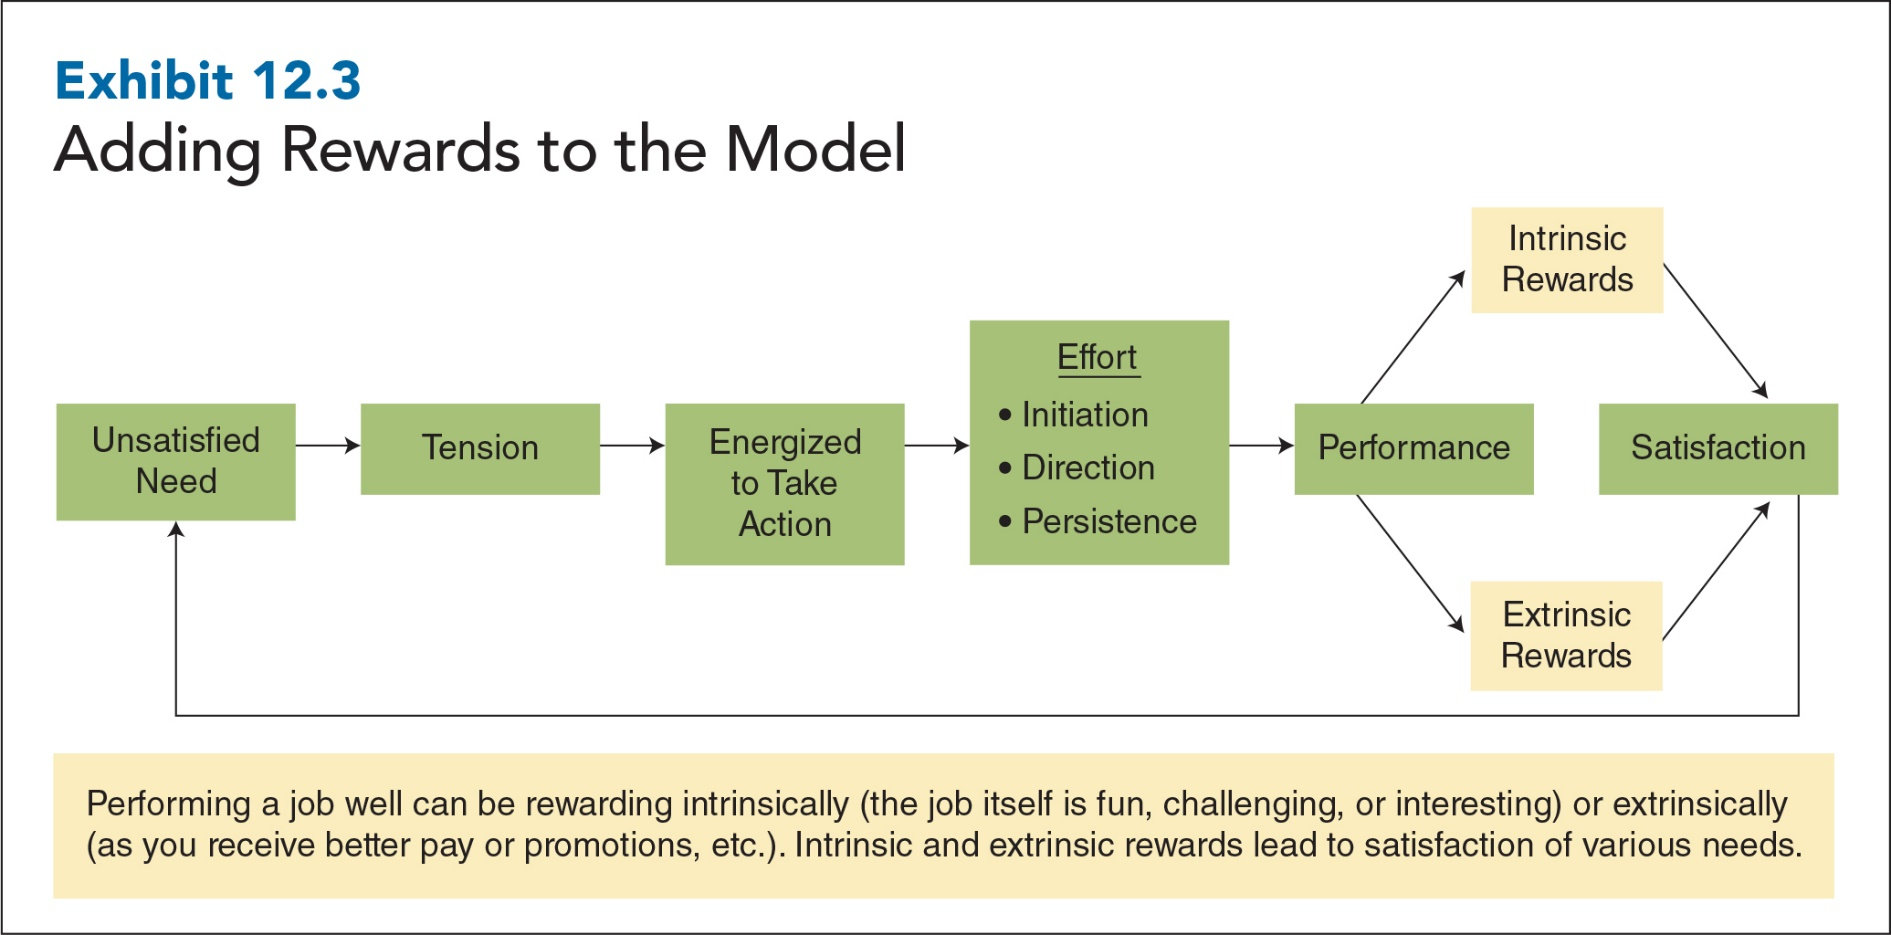 Exhibit 12.3
Adding Rewards to the Model
Unsatisfied
Need
Tension
Energized
to Take
Action
Effort
• Initiation
• Direction
• Persistence
Performance
Intrinsic
Rewards
Extrinsic
Rewards
Satisfaction
Performing a job well can be rewarding intrinsically (the job itself is fun, challenging, or interesting) or extrinsically
(as you receive better pay or promotions, etc.). Intrinsic and extrinsic rewards lead to satisfaction of various needs.